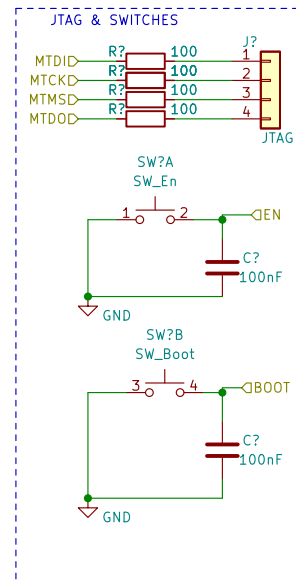 JTAG & SWITCHES
J?
R? 100
MTDI 1
R? 100
MTCK 2
R? 100
MTMS 3
R? 100
MTDO 4
JTAG
SW?A
SW_En
1 2 EN
C?
100nF
GND
SW?B
SW_Boot
3 4 BOOT
C?
100nF
GND